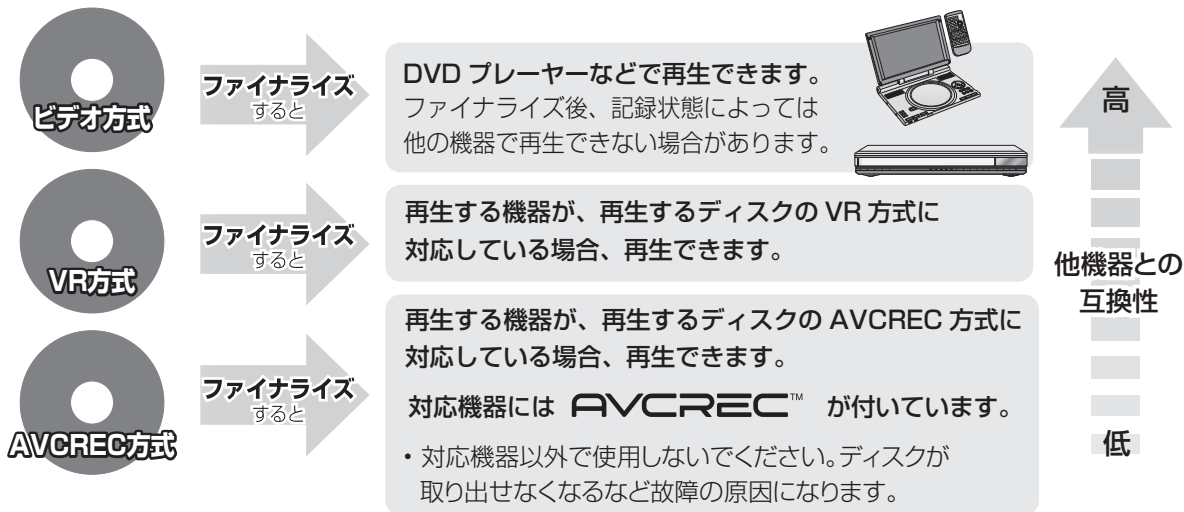 ビデオ方式
ファイナライズ
すると
DVD プレーヤーなどで再生できます。
ファイナライズ後、記録状態によっては
他の機器で再生できない場合があります。
VR方式
ファイナライズ
すると
再生する機器が、再生するディスクの VR 方式に
対応している場合、再生できます。
AVCREC方式
ファイナライズ
すると
再生する機器が、再生するディスクの AVCREC 方式に
対応している場合、再生できます。
対応機器には AVCREC™ が付いています。
・対応機器以外で使用しないでください。ディスクが
取り出せなくなるなど故障の原因になります。
高
他機器との
互換性
低